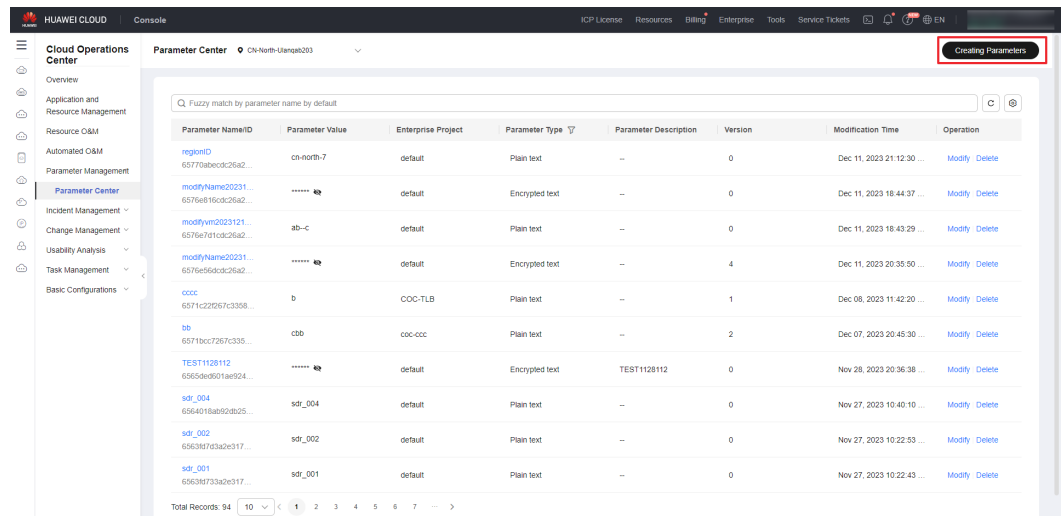 HUAWEI
HUAWEI CLOUD Console ICP License Resources Billing Enterprise Tools Service Tickets EN
Cloud Operations Center
Overview
Application and Resource Management
Resource O&M
Automated O&M
Parameter Management
Parameter Center
Incident Management
Change Management
Usability Analysis
Task Management
Basic Configurations
Parameter Center CN-North-Ulanqab203
Creating Parameters
Fuzzy match by parameter name by default
Parameter Name/ID Parameter Value Enterprise Project Parameter Type Parameter Description Version Modification Time Operation
regionID
65770abecdc26a2... cn-north-7 default Plain text -- 0 Dec 11, 2023 21:12:30 ... Modify Delete
modifyName20231...
6576e816cdc26a2... ****** default Encrypted text -- 0 Dec 11, 2023 18:44:37 ... Modify Delete
modifyvm2023121...
6576e7d1cdc26a2... ab--c default Plain text -- 0 Dec 11, 2023 18:43:29 ... Modify Delete
modifyName20231...
6576e56dcdc26a2... ****** default Encrypted text -- 4 Dec 11, 2023 20:35:50 ... Modify Delete
cccc
6571c22f267c3358... b COC-TLB Plain text -- 1 Dec 08, 2023 11:42:20 ... Modify Delete
bb
6571bcc7267c335... cbb coc-ccc Plain text -- 2 Dec 07, 2023 20:45:30 ... Modify Delete
TEST1128112
6565ded601ae924... ****** default Encrypted text TEST1128112 0 Nov 28, 2023 20:36:38 ... Modify Delete
sdr_004
6564018ab92db25... sdr_004 default Plain text -- 0 Nov 27, 2023 10:40:10 ... Modify Delete
sdr_002
6563fd7d3a2e317... sdr_002 default Plain text -- 0 Nov 27, 2023 10:22:53 ... Modify Delete
sdr_001
6563fd733a2e317... sdr_001 default Plain text -- 0 Nov 27, 2023 10:22:43 ... Modify Delete
Total Records: 94 10 < 1 2 3 4 5 6 7 ... >